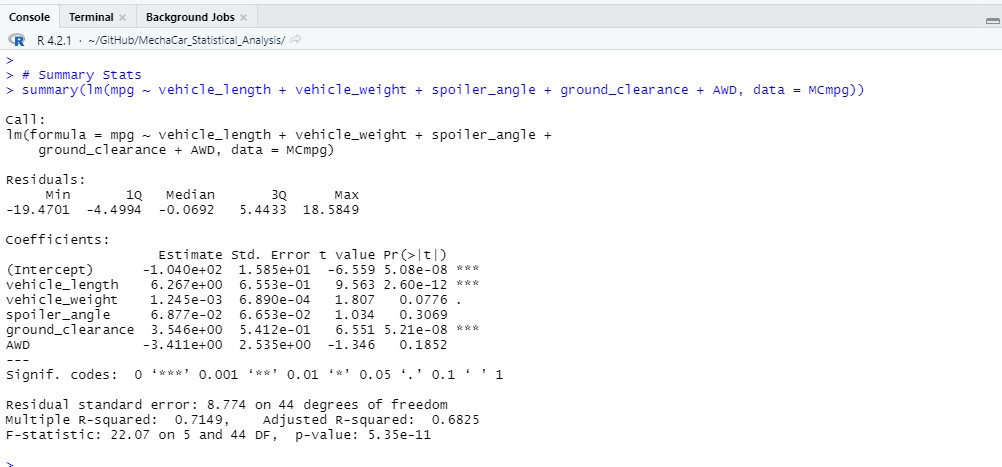 Console Terminal × Background Jobs ×
R R 4.2.1 · ~/GitHub/MechaCar_Statistical_Analysis/
>
> # Summary Stats
> summary(lm(mpg ~ vehicle_length + vehicle_weight + spoiler_angle + ground_clearance + AWD, data = MCmpg))

Call:
lm(formula = mpg ~ vehicle_length + vehicle_weight + spoiler_angle +
    ground_clearance + AWD, data = MCmpg)

Residuals:
     Min       1Q   Median       3Q      Max
-19.4701  -4.4994  -0.0692   5.4433  18.5849

Coefficients:
                   Estimate Std. Error t value Pr(>|t|)
(Intercept)      -1.040e+02  1.585e+01  -6.559 5.08e-08 ***
vehicle_length    6.267e+00  6.553e-01   9.563 2.60e-12 ***
vehicle_weight    1.245e-03  6.890e-04   1.807   0.0776 .
spoiler_angle     6.877e-02  6.653e-02   1.034   0.3069
ground_clearance  3.546e+00  5.412e-01   6.551 5.21e-08 ***
AWD              -3.411e+00  2.535e+00  -1.346   0.1852
---
Signif. codes:  0 ‘***’ 0.001 ‘**’ 0.01 ‘*’ 0.05 ‘.’ 0.1 ‘ ’ 1

Residual standard error: 8.774 on 44 degrees of freedom
Multiple R-squared:  0.7149,    Adjusted R-squared:  0.6825
F-statistic: 22.07 on 5 and 44 DF,  p-value: 5.35e-11

>